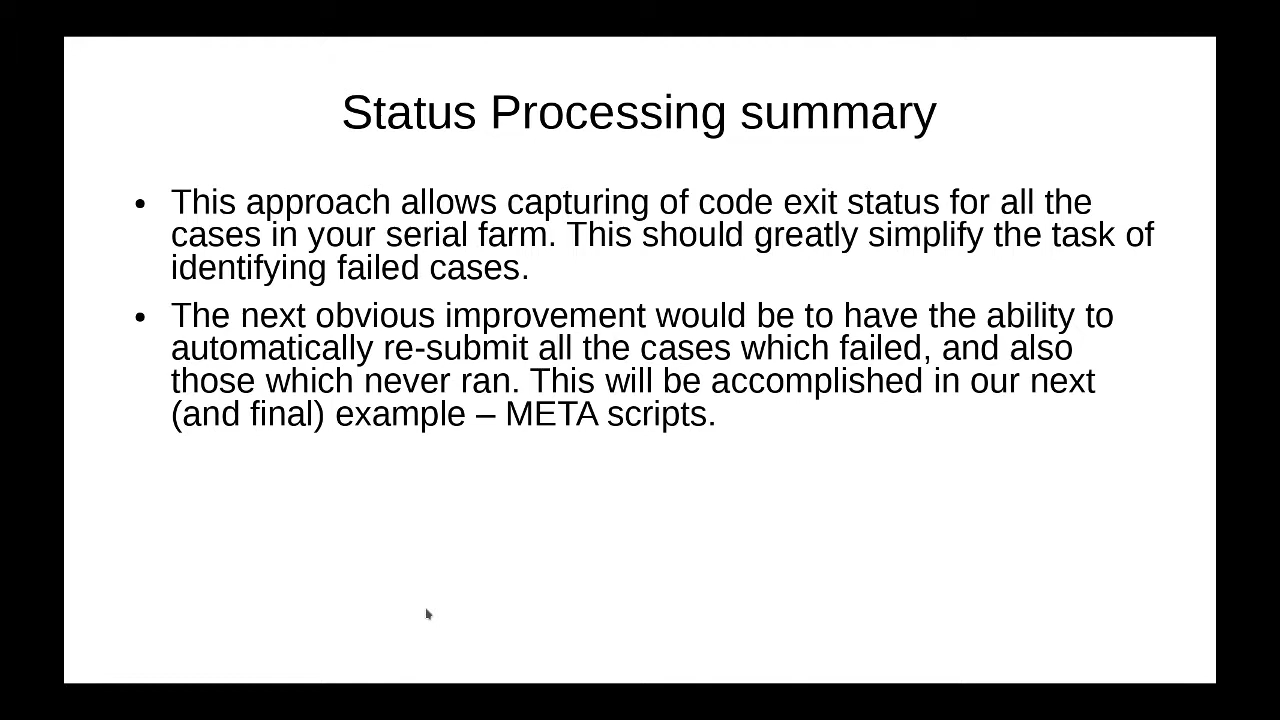 Status Processing summary
• This approach allows capturing of code exit status for all the
cases in your serial farm. This should greatly simplify the task of
identifying failed cases.
• The next obvious improvement would be to have the ability to
automatically re-submit all the cases which failed, and also
those which never ran. This will be accomplished in our next
(and final) example – META scripts.